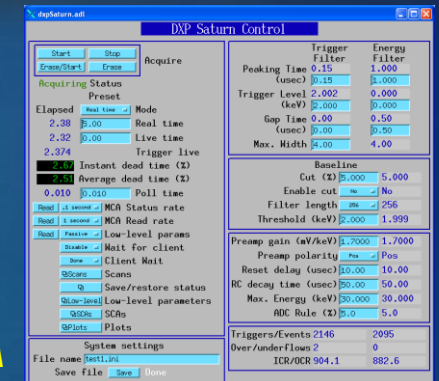 dxpSaturn.adl
DXP Saturn Control
Start Stop
Erase/Start Erase
Acquire
Acquiring Status
Preset
Elapsed Real time Mode
2.38 5.00 Real time
2.32 0.00 Live time
2.374 Trigger live
2.67 Instant dead time (%)
2.51 Average dead time (%)
0.010 0.010 Poll time
Read .1 second MCA Status rate
Read 1 second MCA Read rate
Read Passive Low-level params
Disable Wait for client
Done Client Wait
Scans Scans
Save/restore status
Low-level Low-level parameters
SCAs SCAs
Plots Plots
System settings
File name test1.ini
Save file Save Done
Trigger Energy
Filter Filter
Peaking Time 0.15 1.000
(usec) 0.15 1.000
Trigger Level 2.002 0.000
(keV) 2.000 0.000
Gap Time 0.00 0.50
(usec) 0.00 0.50
Max. Width 4.00 4.00
Baseline
Cut (%) 5.000 5.000
Enable cut No No
Filter length 256 256
Threshold (keV) 2.000 1.999
Preamp gain (mV/keV) 1.7000 1.7000
Preamp polarity Pos Pos
Reset delay (usec) 10.00 10.00
RC decay time (usec) 50.00 50.00
Max. Energy (keV) 30.000 30.000
ADC Rule (%) 5.0 5.0
Triggers/Events 2146 2095
Over/underflows 2 0
ICR/OCR 904.1 882.6